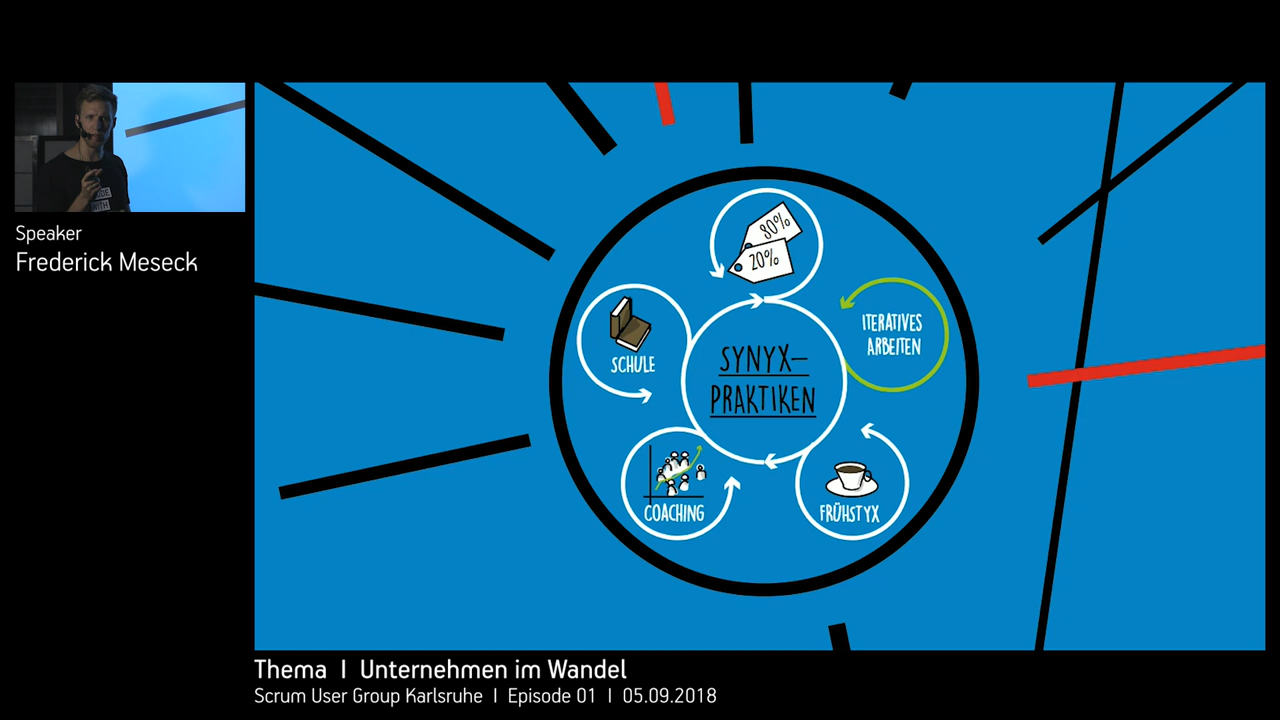 Speaker
Frederick Meseck
80%
20%
ITERATIVES
ARBEITEN
SCHULE
SYNYX-
PRAKTIKEN
COACHING
FRÜHSTYX
Thema | Unternehmen im Wandel
Scrum User Group Karlsruhe | Episode 01 | 05.09.2018